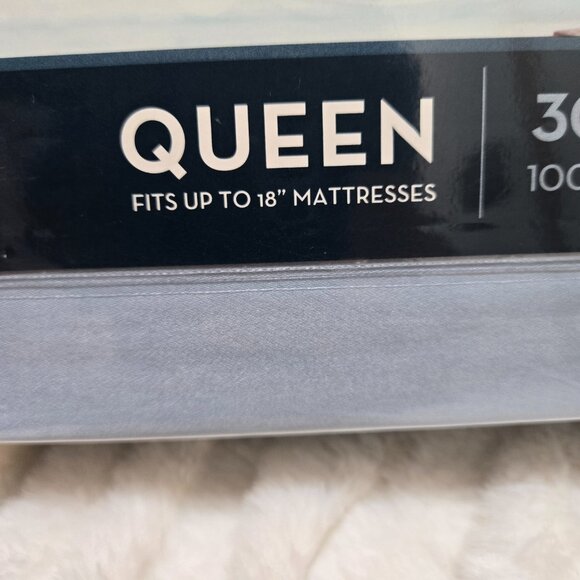 QUEEN
FITS UP TO 18” MATTRESSES